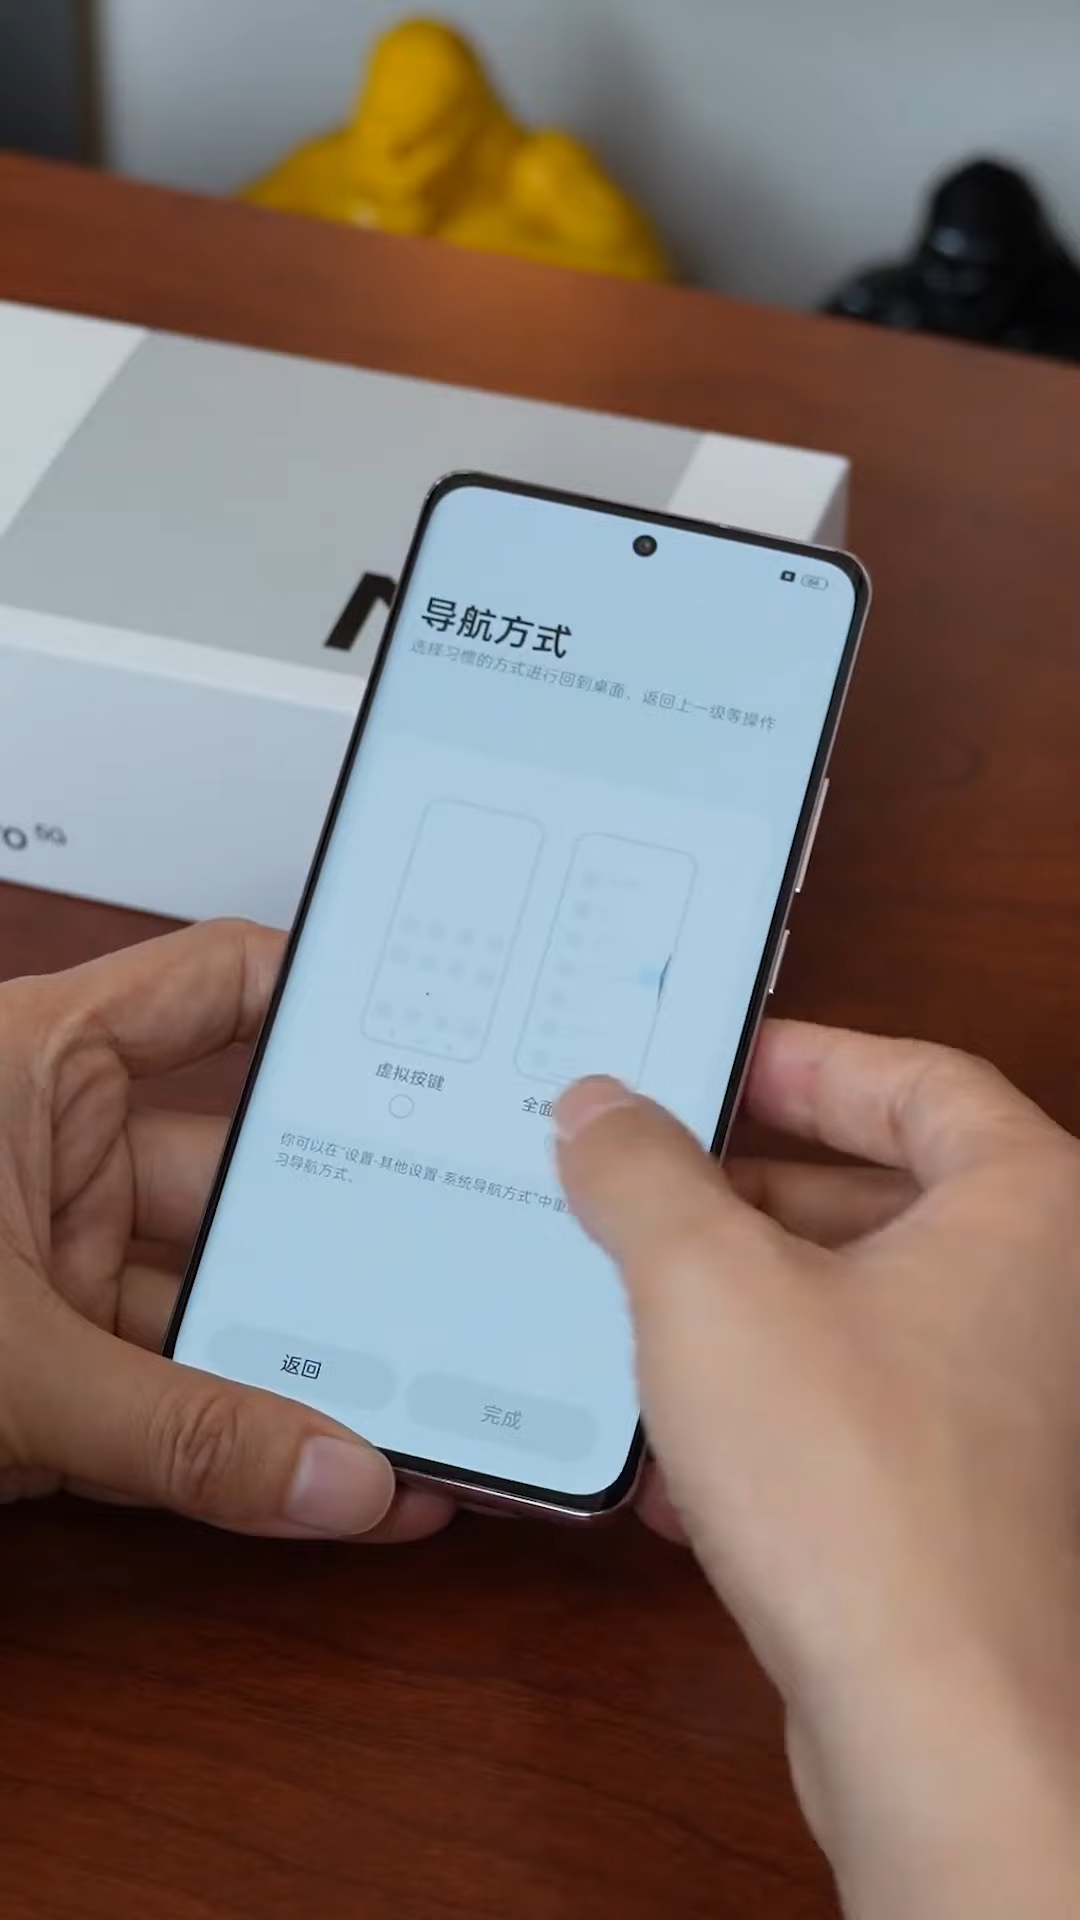 导航方式
选择习惯的方式进行回到桌面、返回上一级等操作
虚拟按键
全面
你可以在"设置-其他设置-系统导航方式"中重
习导航方式。
返回
完成
5G